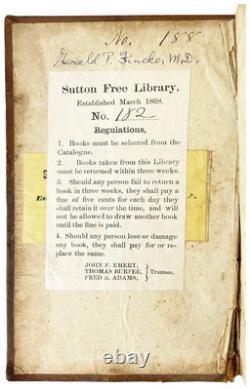 No. 188
Gerald P. Fincke, M.D.
Sutton Free Library,
Established March 1868.
No. 182
Regulations,
1. Books must be selected from the
Catalogue.
2. Books taken from this Library
must be returned within three weeks.
3. Should any person fail to return a
book in three weeks, they shall pay a
fine of five cents for each day they
shall retain it over the time, and will
not be allowed to draw another book
until the fine is paid.
4. Should any person lose or damage
any book, they shall pay for or re-
place the same.
JOHN F. EMERY,
THOMAS BURFEE, } Trustees.
FRED A. ADAMS,
S
Es
P.
hamsaw.com